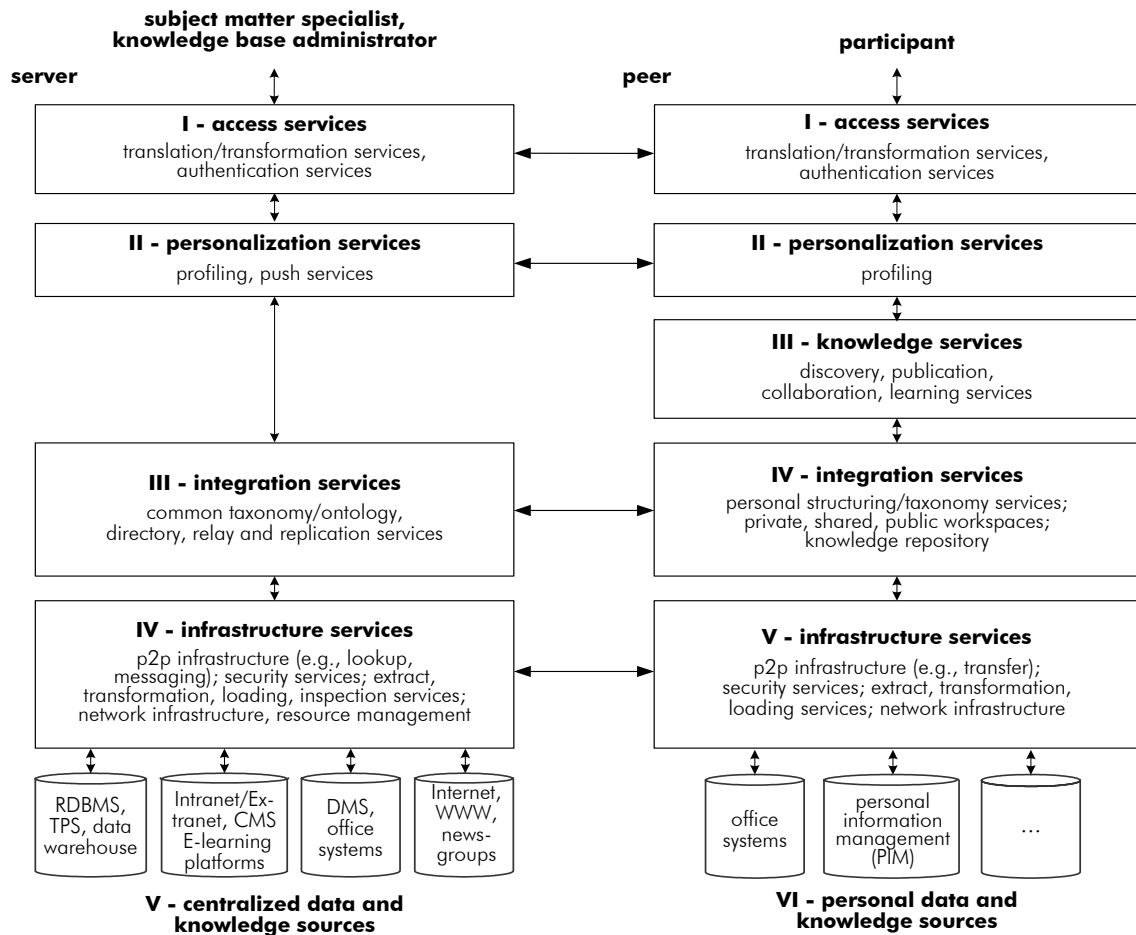 subject matter specialist,
knowledge base administrator
server
I - access services
translation/transformation services,
authentication services
II - personalization services
profiling, push services
III - integration services
common taxonomy/ontology,
directory, relay and replication services
IV - infrastructure services
p2p infrastructure (e.g., lookup,
messaging); security services; extract,
transformation, loading, inspection services;
network infrastructure, resource management
RDBMS,
TPS, data
warehouse
Intranet/Ex-
tranet, CMS
E-learning
platforms
DMS,
office
systems
Internet,
WWW,
news-
groups
V - centralized data and
knowledge sources
participant
peer
I - access services
translation/transformation services,
authentication services
II - personalization services
profiling
III - knowledge services
discovery, publication,
collaboration, learning services
IV - integration services
personal structuring/taxonomy services;
private, shared, public workspaces;
knowledge repository
V - infrastructure services
p2p infrastructure (e.g., transfer);
security services; extract, transformation,
loading services; network infrastructure
office
systems
personal
information
management
(PIM)
...
VI - personal data and
knowledge sources